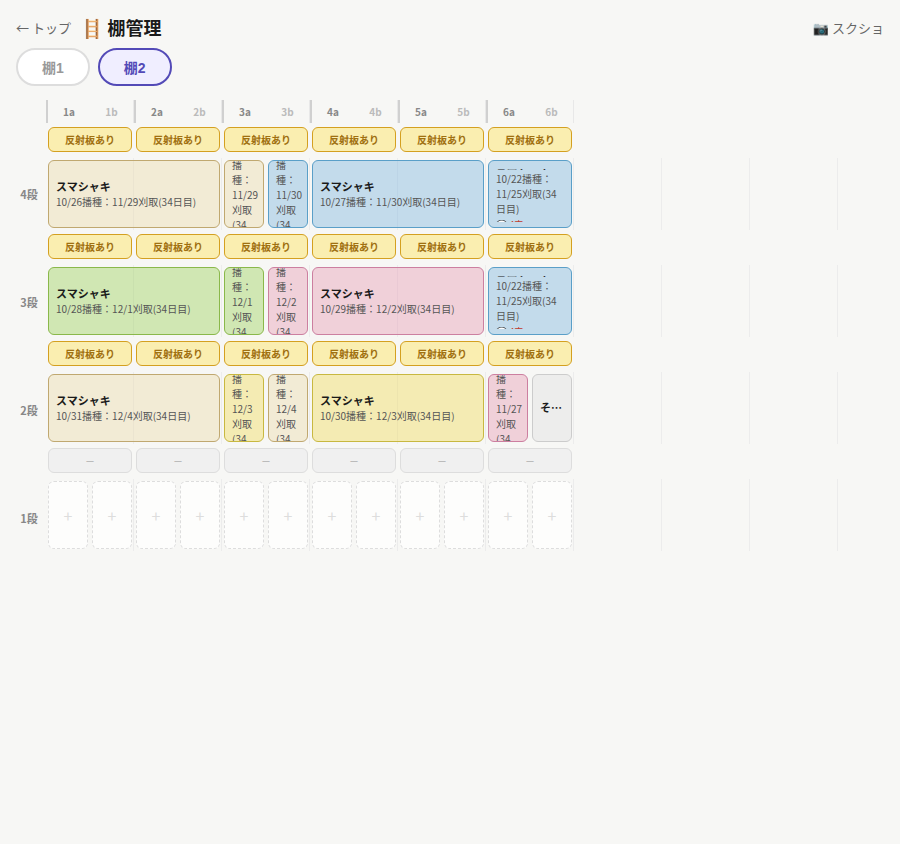 ← トップ 🪜 棚管理 📷 スクショ
棚1 棚2
1a 1b 2a 2b 3a 3b 4a 4b 5a 5b 6a 6b
反射板あり 反射板あり 反射板あり 反射板あり 反射板あり 反射板あり
4段
スマシャキ
10/26播種：11/29刈取(34日目)
播
種：
11/29
刈取
(34
播
種：
11/30
刈取
(34
スマシャキ
10/27播種：11/30刈取(34日目)
10/22播種：
11/25刈取(34
日目)
反射板あり 反射板あり 反射板あり 反射板あり 反射板あり 反射板あり
3段
スマシャキ
10/28播種：12/1刈取(34日目)
播
種：
12/1
刈取
(34
播
種：
12/2
刈取
(34
スマシャキ
10/29播種：12/2刈取(34日目)
10/22播種：
11/25刈取(34
日目)
反射板あり 反射板あり 反射板あり 反射板あり 反射板あり 反射板あり
2段
スマシャキ
10/31播種：12/4刈取(34日目)
播
種：
12/3
刈取
(34
播
種：
12/4
刈取
(34
スマシャキ
10/30播種：12/3刈取(34日目)
播
種：
11/27
刈取
(34
そ…
– – – – – –
1段
+ + + + + + + + + + + +